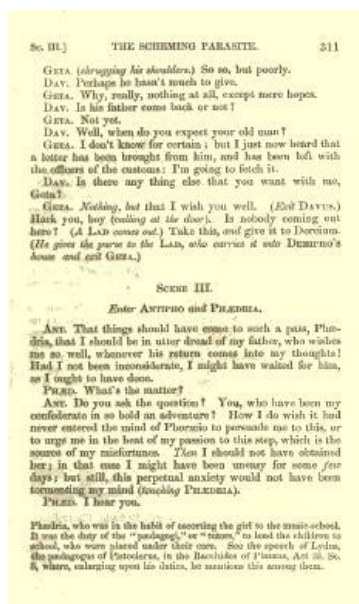 Sc. III.] THE SCHEMING PARASITE. 311
GETA. (shrugging his shoulders.) So so, but poorly.
DAV. Perhaps he hasn't much to give.
GETA. Why, really, nothing at all, except mere hopes.
DAV. Is his father come back or not?
GETA. Not yet.
DAV. Well, when do you expect your old man?
GETA. I don't know for certain; but I just now heard that
a letter has been brought from him, and has been left with
the officers of the customs: I'm going to fetch it.
DAV. Is there any thing else that you want with me,
Geta?
GETA. Nothing, but that I wish you well. (Exit DAVUS.)
Hark you, boy (calling at the door). Is nobody coming out
here? (A LAD comes out.) Take this, and give it to Dorcium.
(He gives the purse to the LAD, who carries it into DEMIPHO'S
house and exit GETA.)
SCENE III.
Enter ANTIPHO and PHÆDRIA.
ANT. That things should have come to such a pass, Phæ-
dria, that I should be in utter dread of my father, who wishes
me so well, whenever his return comes into my thoughts!
Had I not been inconsiderate, I might have waited for him,
as I ought to have done.
PHÆD. What's the matter?
ANT. Do you ask the question? You, who have been my
confederate in so bold an adventure? How I do wish it had
never entered the mind of Phormio to persuade me to this, or
to urge me in the heat of my passion to this step, which is the
source of my misfortunes. Then I should not have obtained
her; in that case I might have been uneasy for some few
days; but still, this perpetual anxiety would not have been
tormenting my mind (touching PHÆDRIA).
PHÆD. I hear you.
Phædria, who was in the habit of escorting the girl to the music-school.
It was the duty of the "pædagogi," or "tutors," to lead the children to
school, who were placed under their care. See the speech of Lydus,
the pædagogus of Pistoclerus, in the Bacchides of Plautus, Act iii. Sc.
3, where, enlarging upon his duties, he mentions this among them.